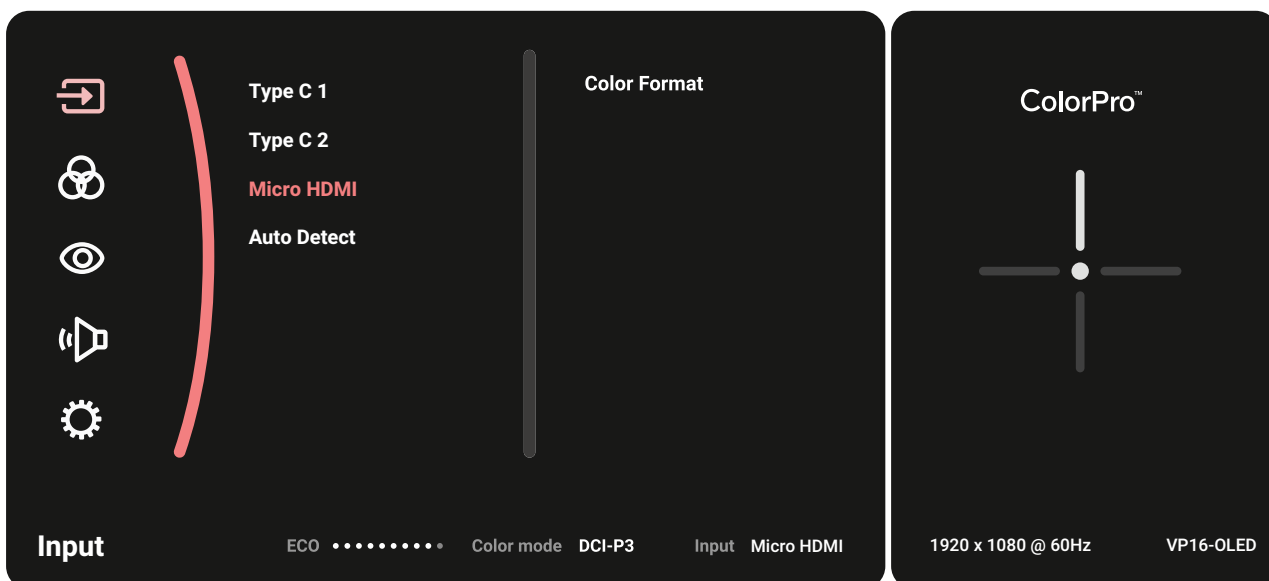 Type C 1
Type C 2
Micro HDMI
Auto Detect
Color Format
Input
ECO
Color mode DCI-P3
Input Micro HDMI
ColorPro™
1920 x 1080 @ 60Hz
VP16-OLED